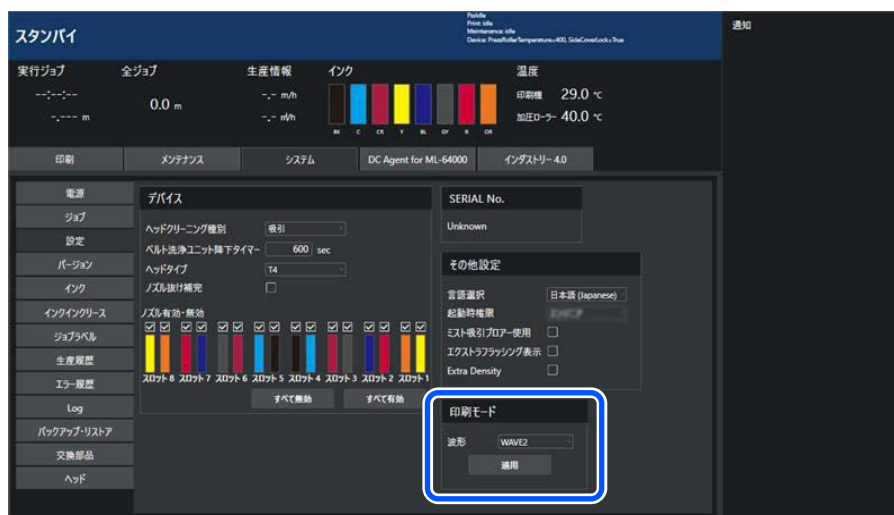 スタンバイ
Print: idle
Maintenance: idle
Device: PressRollerTemperature=400, SideCoverLock=True
通知
実行ジョブ 全ジョブ 生産情報 インク 温度
--:--:-- -.- m/h 印刷機 29.0 ℃
0.0 m
-.--- m -.- ㎡/h 加圧ローラー 40.0 ℃
BK C CR Y BL GY R OR
印刷 メンテナンス システム DC Agent for ML-64000 インダストリー4.0
電源
ジョブ
設定
バージョン
インク
インクインクリース
ジョブラベル
生産履歴
エラー履歴
Log
バックアップ・リストア
交換部品
ヘッド
デバイス
ヘッドクリーニング種別 吸引
ベルト洗浄ユニット降下タイマー 600 sec
ヘッドタイプ T4
ノズル抜け補完
ノズル有効・無効
スロット 8 スロット 7 スロット 6 スロット 5 スロット 4 スロット 3 スロット 2 スロット 1
すべて無効 すべて有効
SERIAL No.
Unknown
その他設定
言語選択 日本語 (Japanese)
起動時権限
ミスト吸引ブロアー使用
エクストラフラッシング表示
Extra Density
印刷モード
波形 WAVE2
適用